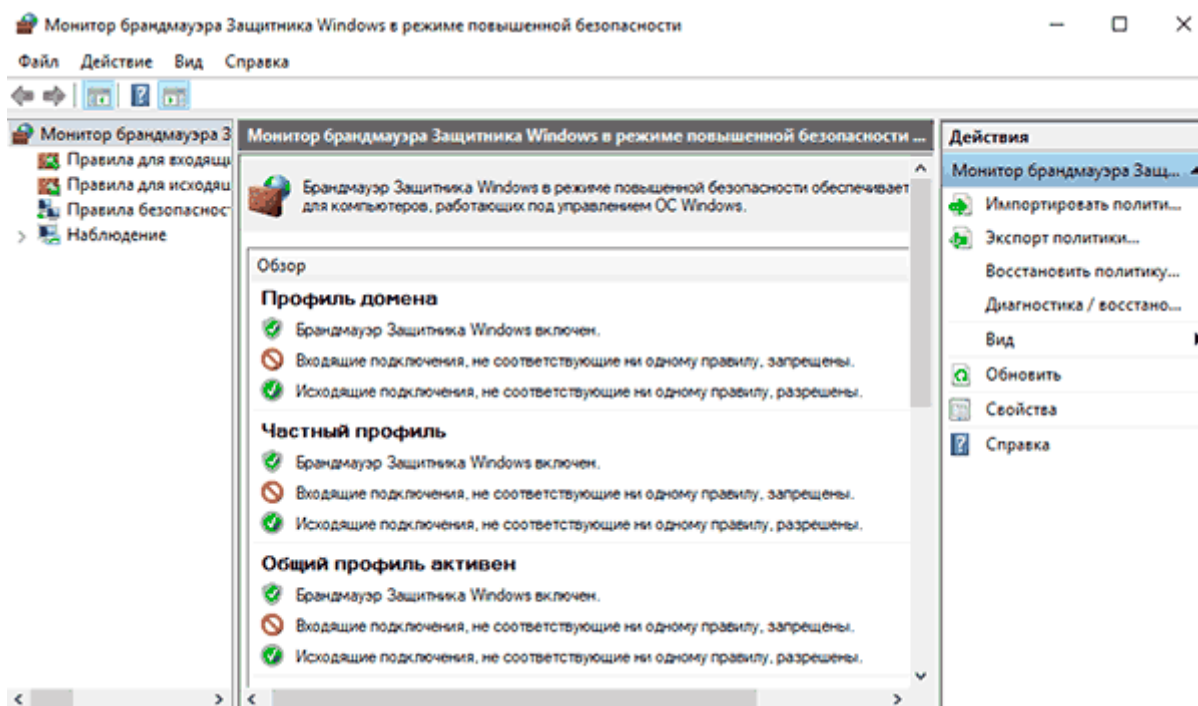 Монитор брандмауэра Защитника Windows в режиме повышенной безопасности
Файл Действие Вид Справка
Монитор брандмауэра З
Правила для входящи
Правила для исходящ
Правила безопасност
Наблюдение
Монитор брандмауэра Защитника Windows в режиме повышенной безопасности ...
Брандмауэр Защитника Windows в режиме повышенной безопасности обеспечивает
для компьютеров, работающих под управлением ОС Windows.
Обзор
Профиль домена
Брандмауэр Защитника Windows включен.
Входящие подключения, не соответствующие ни одному правилу, запрещены.
Исходящие подключения, не соответствующие ни одному правилу, разрешены.
Частный профиль
Брандмауэр Защитника Windows включен.
Входящие подключения, не соответствующие ни одному правилу, запрещены.
Исходящие подключения, не соответствующие ни одному правилу, разрешены.
Общий профиль активен
Брандмауэр Защитника Windows включен.
Входящие подключения, не соответствующие ни одному правилу, запрещены.
Исходящие подключения, не соответствующие ни одному правилу, разрешены.
Действия
Монитор брандмауэра Защ...
Импортировать полити...
Экспорт политики...
Восстановить политику...
Диагностика / восстано...
Вид
Обновить
Свойства
Справка